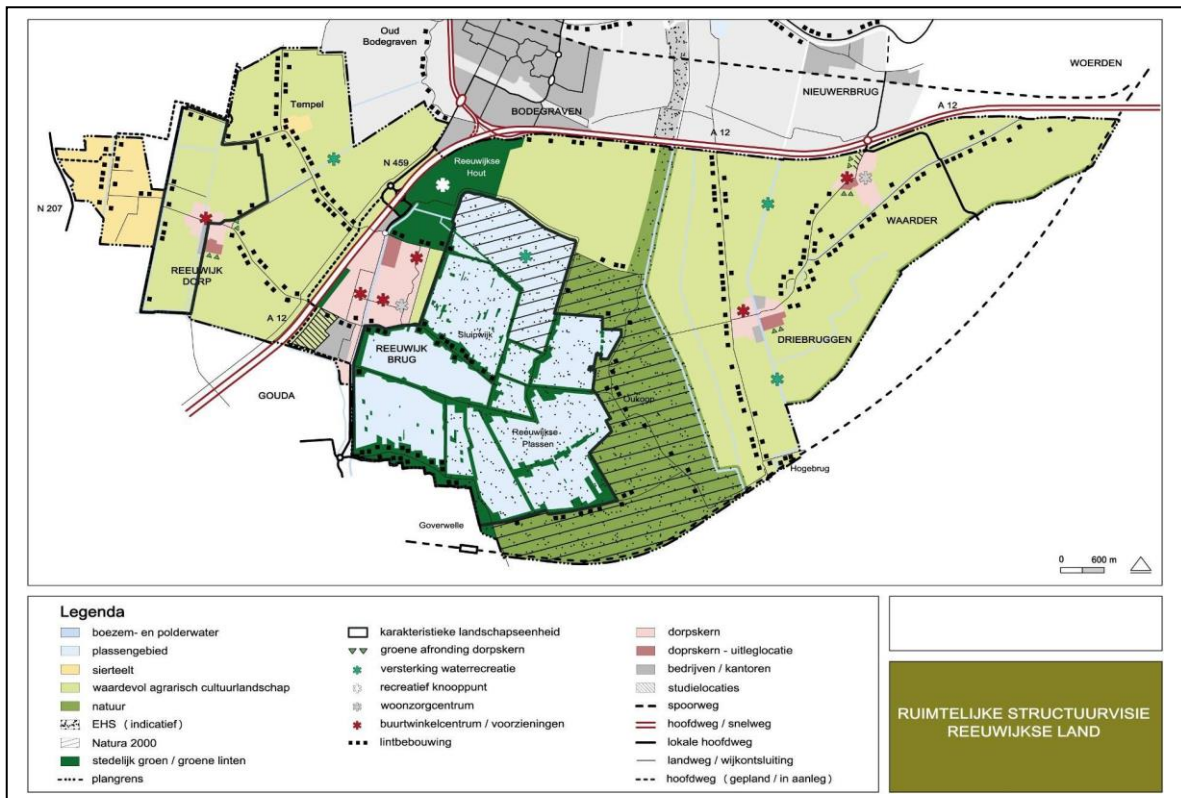 Oud
Bodegraven
WOERDEN
NIEUWERBRUG
A 12
Tempel
BODEGRAVEN
A 12
N 459
Reeuwijkse
Hout
N 207
WAARDER
REEUWIJK
DORP
A 12
Sluipwijk
DRIEBRUGGEN
REEUWIJK
BRUG
GOUDA
Oukoop
Reeuwijkse
Plassen
Hogebrug
Goverwelle
0 600 m
Legenda
boezem- en polderwater
plassengebied
sierteelt
waardevol agrarisch cultuurlandschap
natuur
EHS ( indicatief )
Natura 2000
stedelijk groen / groene linten
plangrens
karakteristieke landschapseenheid
groene afronding dorpskern
versterking waterrecreatie
recreatief knooppunt
woonzorgcentrum
buurtwinkelcentrum / voorzieningen
lintbebouwing
dorpskern
doprskern - uitleglocatie
bedrijven / kantoren
studielocaties
spoorweg
hoofdweg / snelweg
lokale hoofdweg
landweg / wijkontsluiting
hoofdweg ( gepland / in aanleg )
RUIMTELIJKE STRUCTUURVISIE
REEUWIJKSE LAND